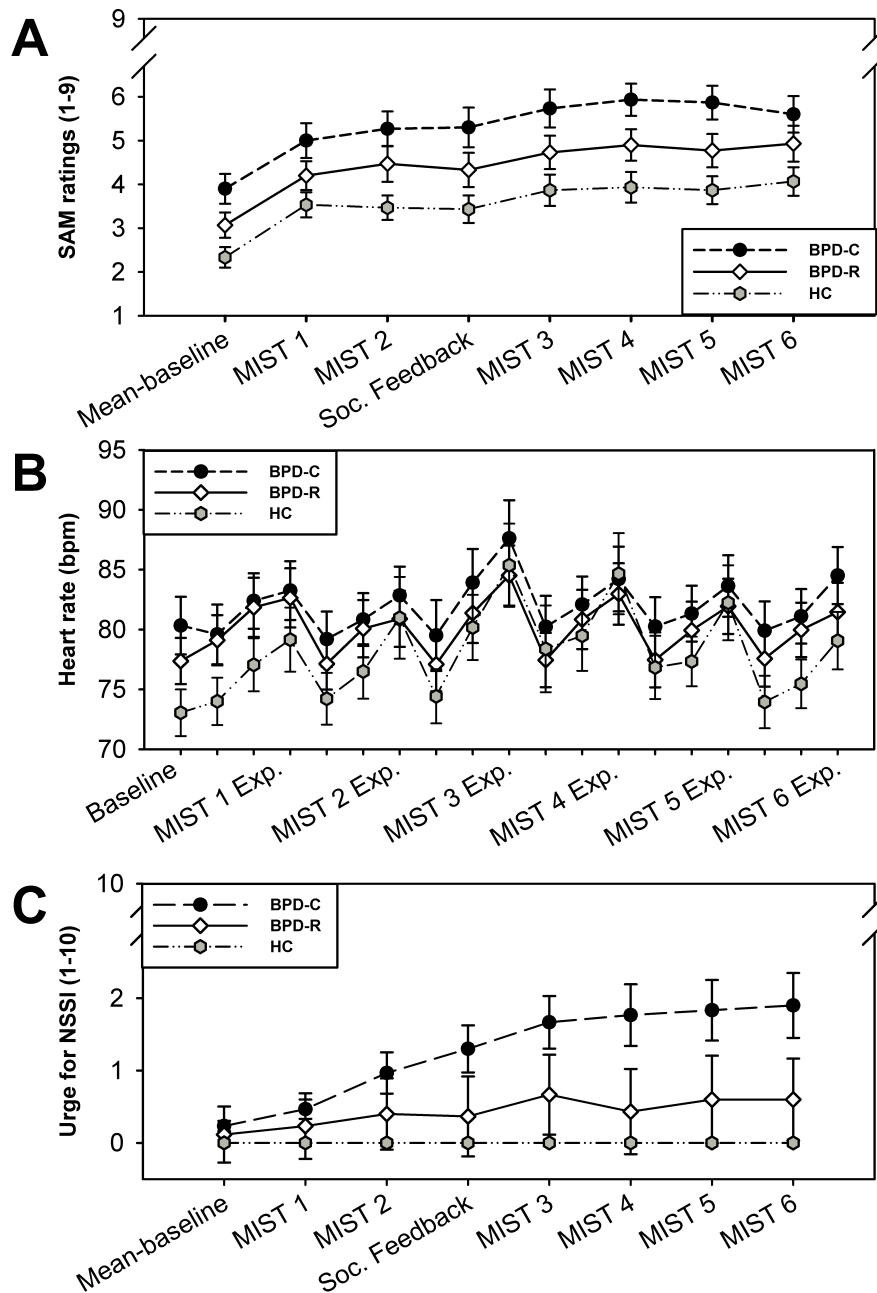 A
SAM ratings (1-9)
9
6
5
4
3
2
1
BPD-C
BPD-R
HC
Mean-baseline
MIST 1
MIST 2
Soc. Feedback
MIST 3
MIST 4
MIST 5
MIST 6
B
Heart rate (bpm)
95
90
85
80
75
70
BPD-C
BPD-R
HC
Baseline
MIST 1 Exp.
MIST 2 Exp.
MIST 3 Exp.
MIST 4 Exp.
MIST 5 Exp.
MIST 6 Exp.
C
Urge for NSSI (1-10)
10
2
1
0
BPD-C
BPD-R
HC
Mean-baseline
MIST 1
MIST 2
Soc. Feedback
MIST 3
MIST 4
MIST 5
MIST 6